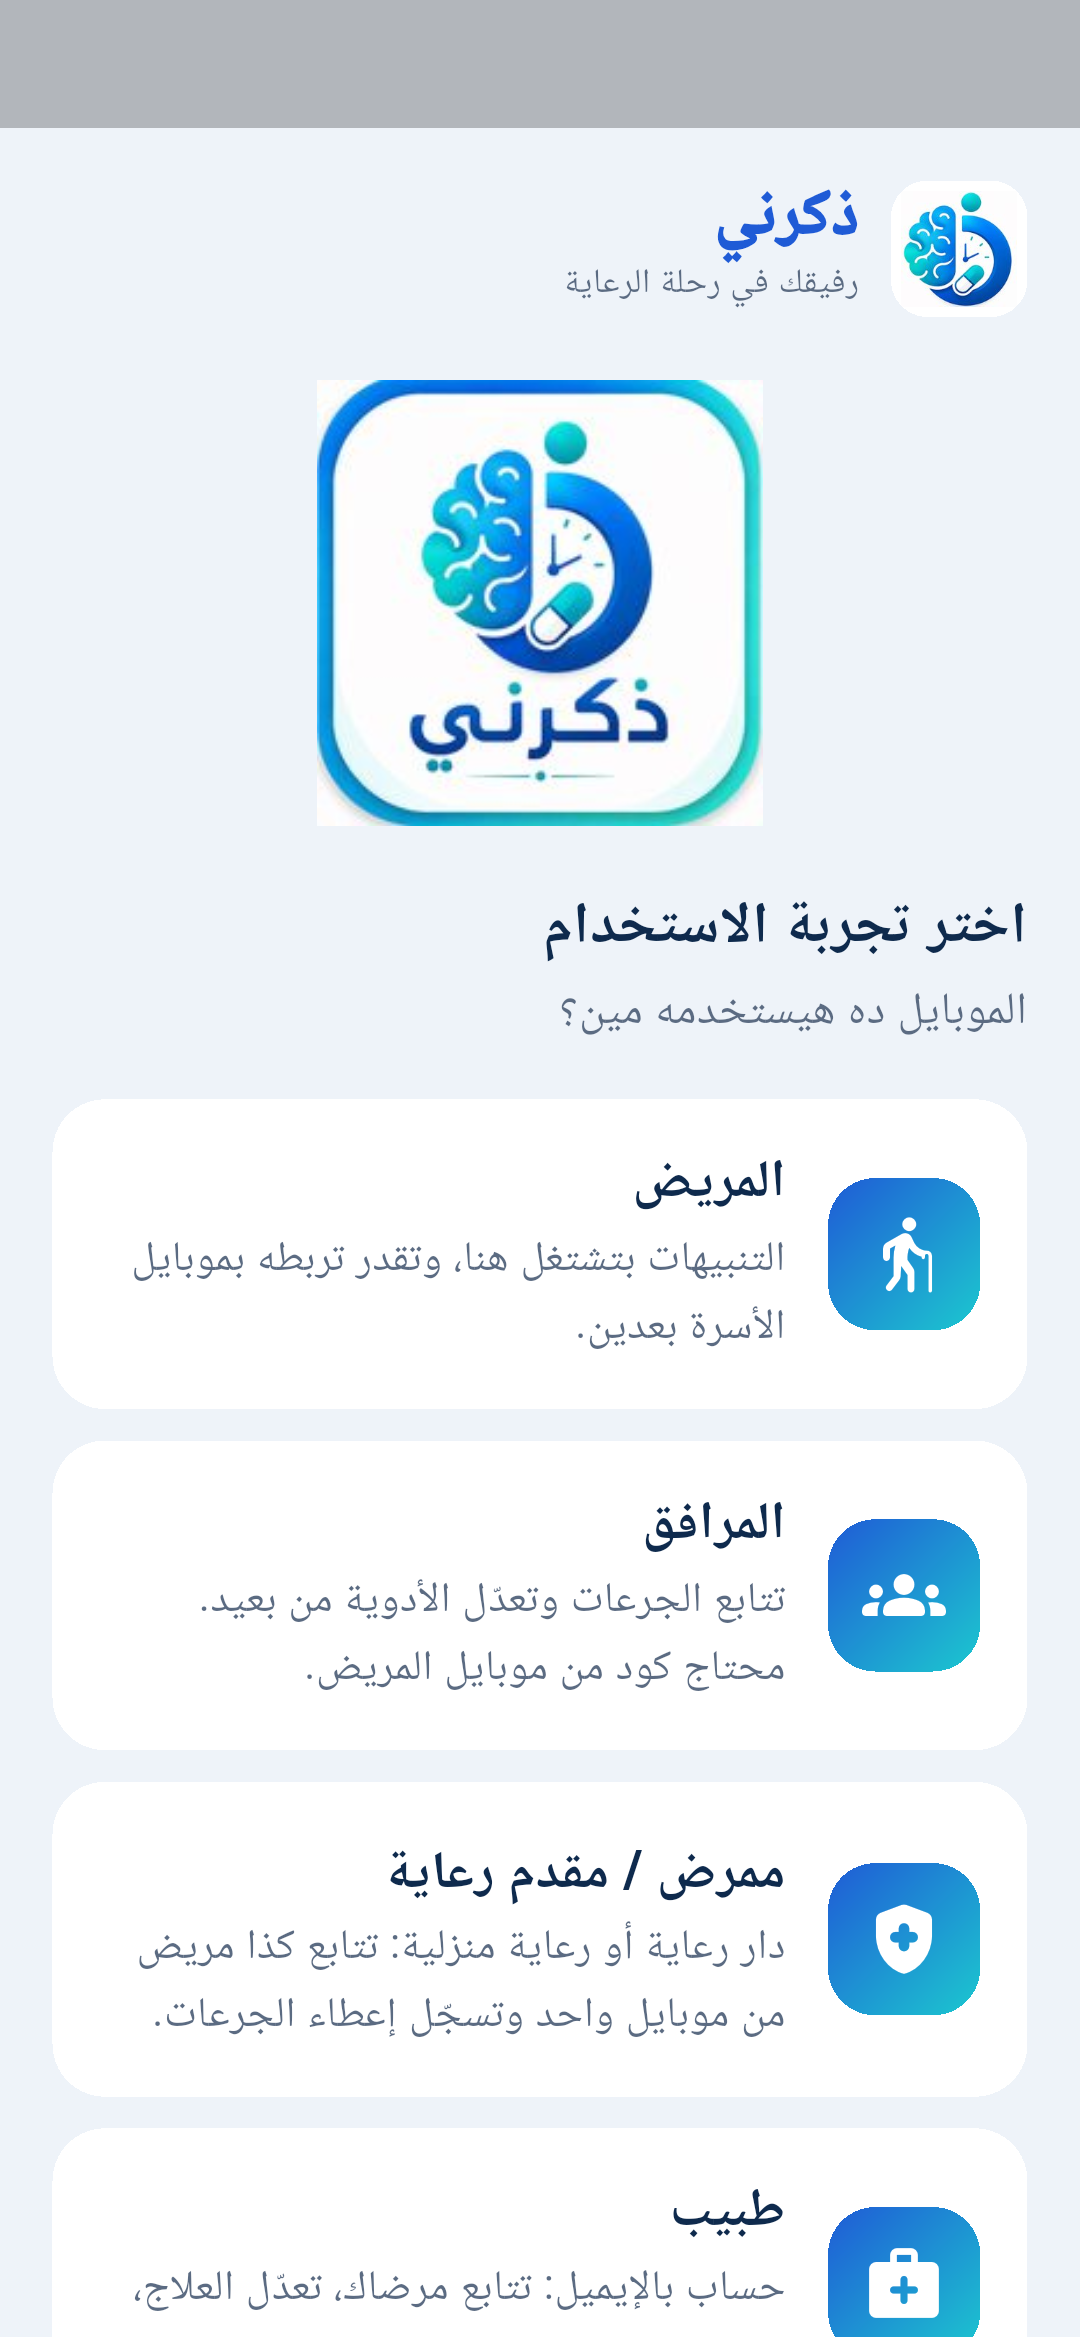 ذكرني
رفيقك في رحلة الرعاية
ذكرني
اختر تجربة الاستخدام
الموبايل ده هيستخدمه مين؟
المريض
التنبيهات بتشتغل هنا، وتقدر تربطه بموبايل
الأسرة بعدين.
المرافق
تتابع الجرعات وتعدّل الأدوية من بعيد.
محتاج كود من موبايل المريض.
ممرض / مقدم رعاية
دار رعاية أو رعاية منزلية: تتابع كذا مريض
من موبايل واحد وتسجّل إعطاء الجرعات.
طبيب
حساب بالإيميل: تتابع مرضاك، تعدّل العلاج،